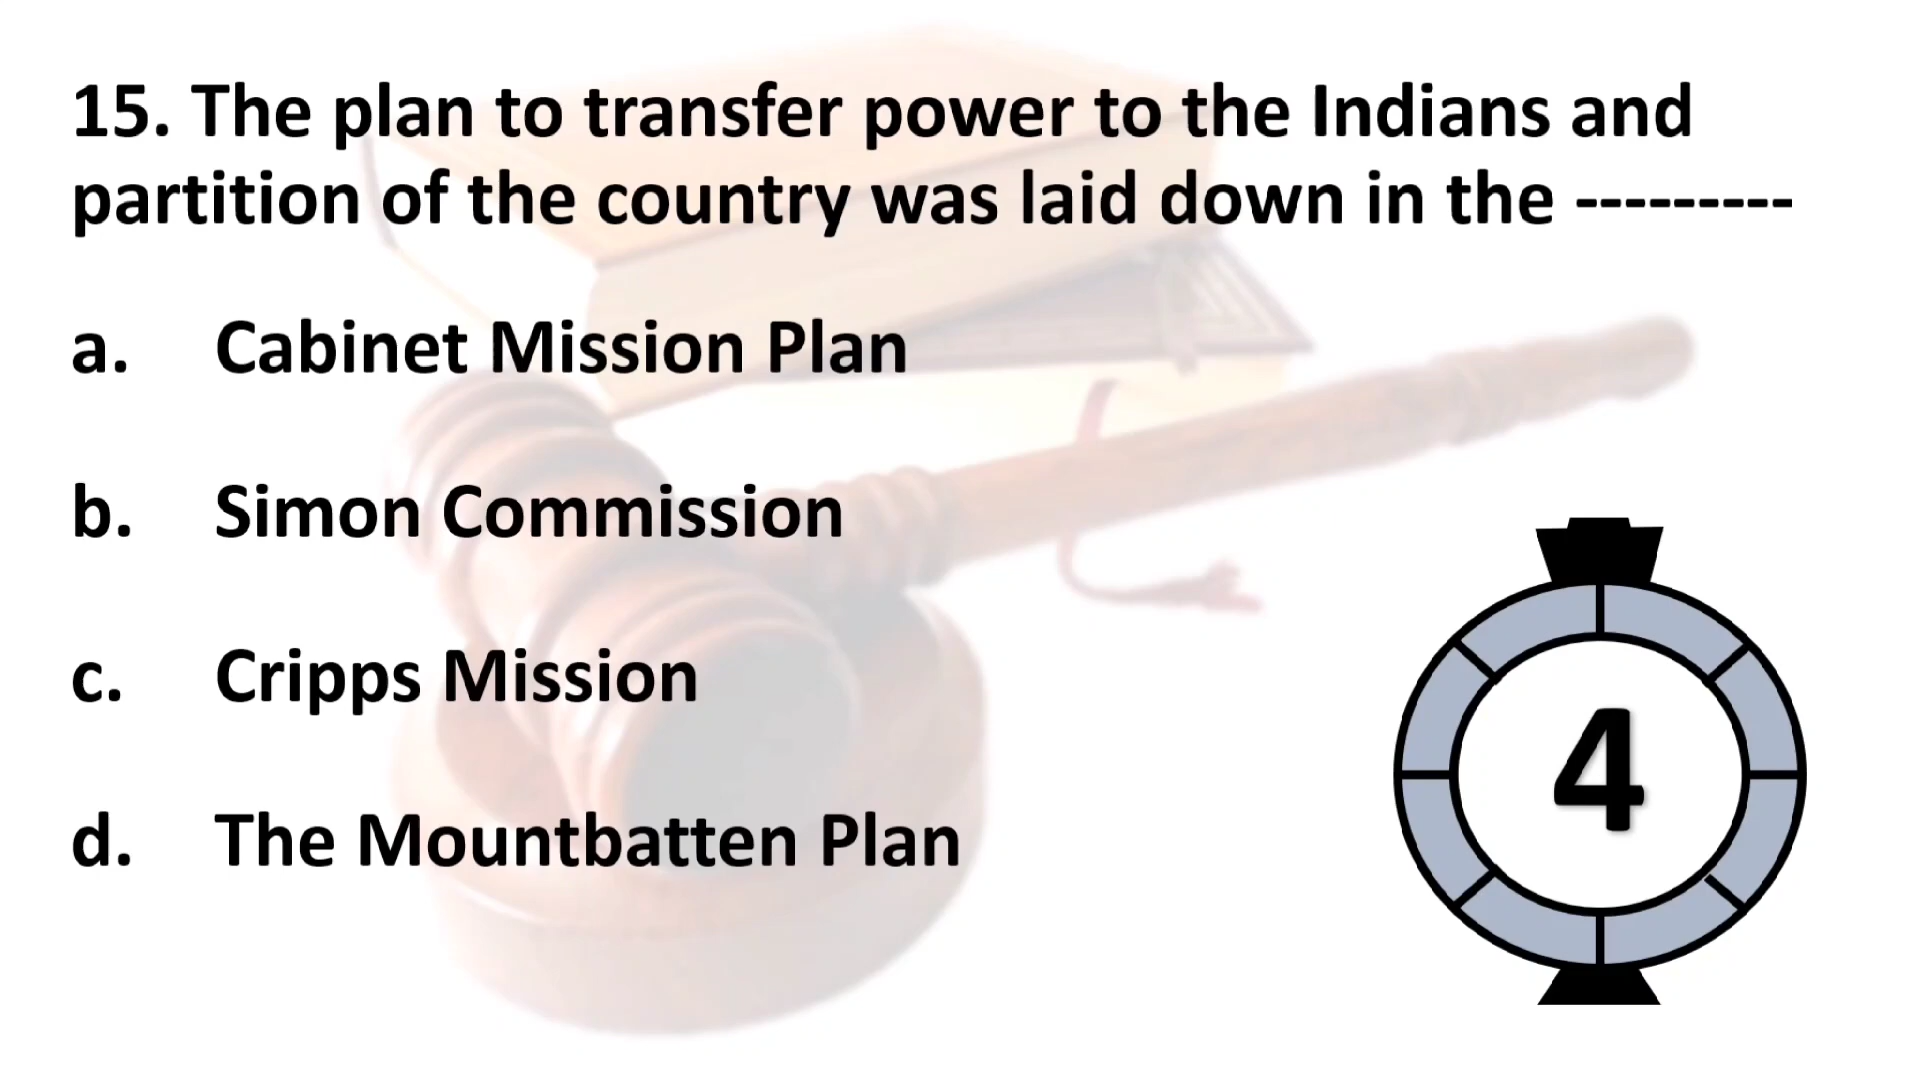 15. The plan to transfer power to the Indians and
partition of the country was laid down in the ---------
a. Cabinet Mission Plan
b. Simon Commission
c. Cripps Mission
d. The Mountbatten Plan
4